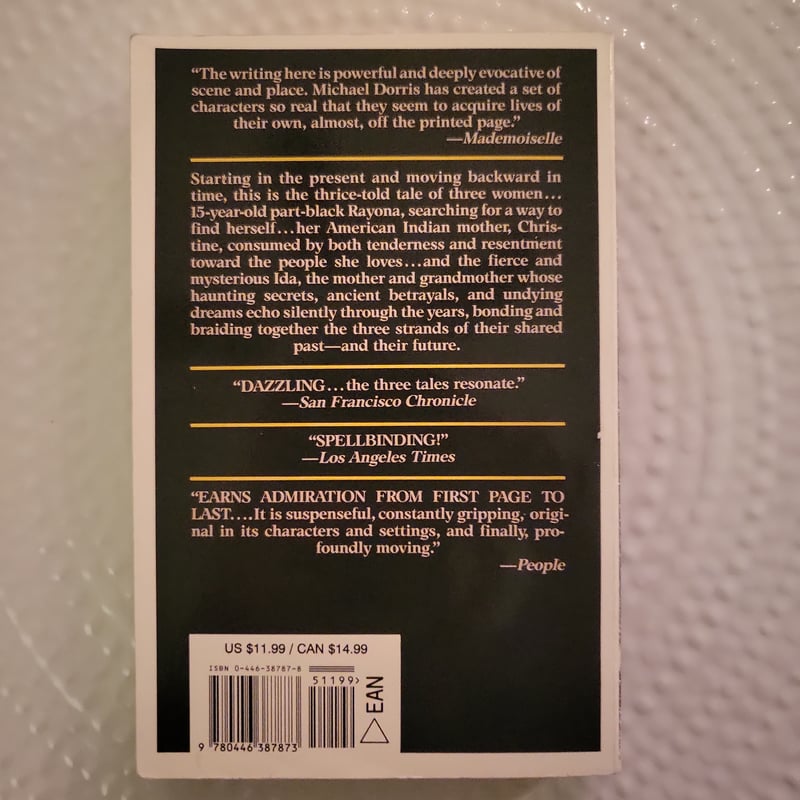 “The writing here is powerful and deeply evocative of
scene and place. Michael Dorris has created a set of
characters so real that they seem to acquire lives of
their own, almost, off the printed page.”
—Mademoiselle
Starting in the present and moving backward in
time, this is the thrice-told tale of three women...
15-year-old part-black Rayona, searching for a way to
find herself...her American Indian mother, Chris-
tine, consumed by both tenderness and resentment
toward the people she loves...and the fierce and
mysterious Ida, the mother and grandmother whose
haunting secrets, ancient betrayals, and undying
dreams echo silently through the years, bonding and
braiding together the three strands of their shared
past—and their future.
“DAZZLING...the three tales resonate.”
—San Francisco Chronicle
“SPELLBINDING!”
—Los Angeles Times
“EARNS ADMIRATION FROM FIRST PAGE TO
LAST....It is suspenseful, constantly gripping, origi-
nal in its characters and settings, and finally, pro-
foundly moving.”
—People
US $11.99 / CAN $14.99
ISBN 0-446-38787-8
51199>
EAN
9 780446 387873